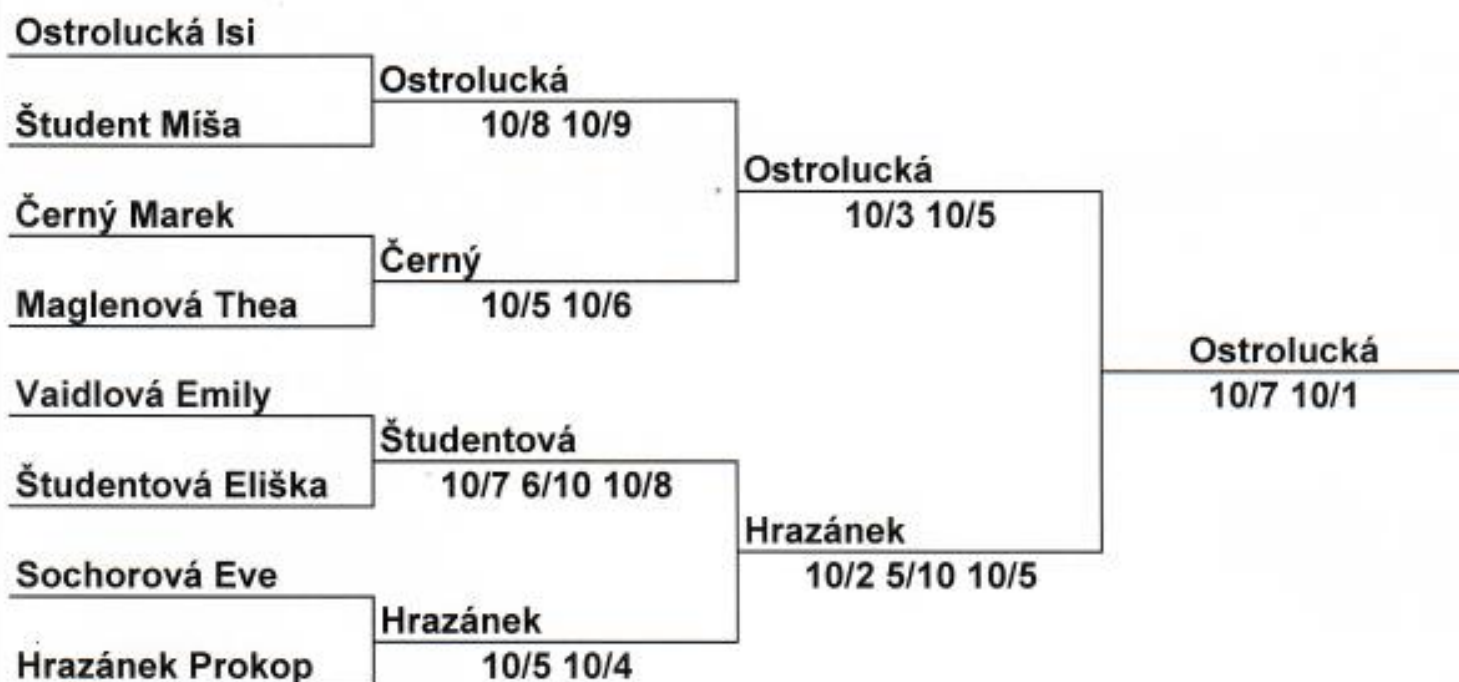 Ostrolucká Isi
Ostrolucká
Študent Míša
10/8 10/9
Ostrolucká
Černý Marek
10/3 10/5
Černý
Maglenová Thea
10/5 10/6
Ostrolucká
Vaidlová Emily
10/7 10/1
Študentová
Študentová Eliška
10/7 6/10 10/8
Hrazánek
Sochorová Eve
10/2 5/10 10/5
Hrazánek
Hrazánek Prokop
10/5 10/4